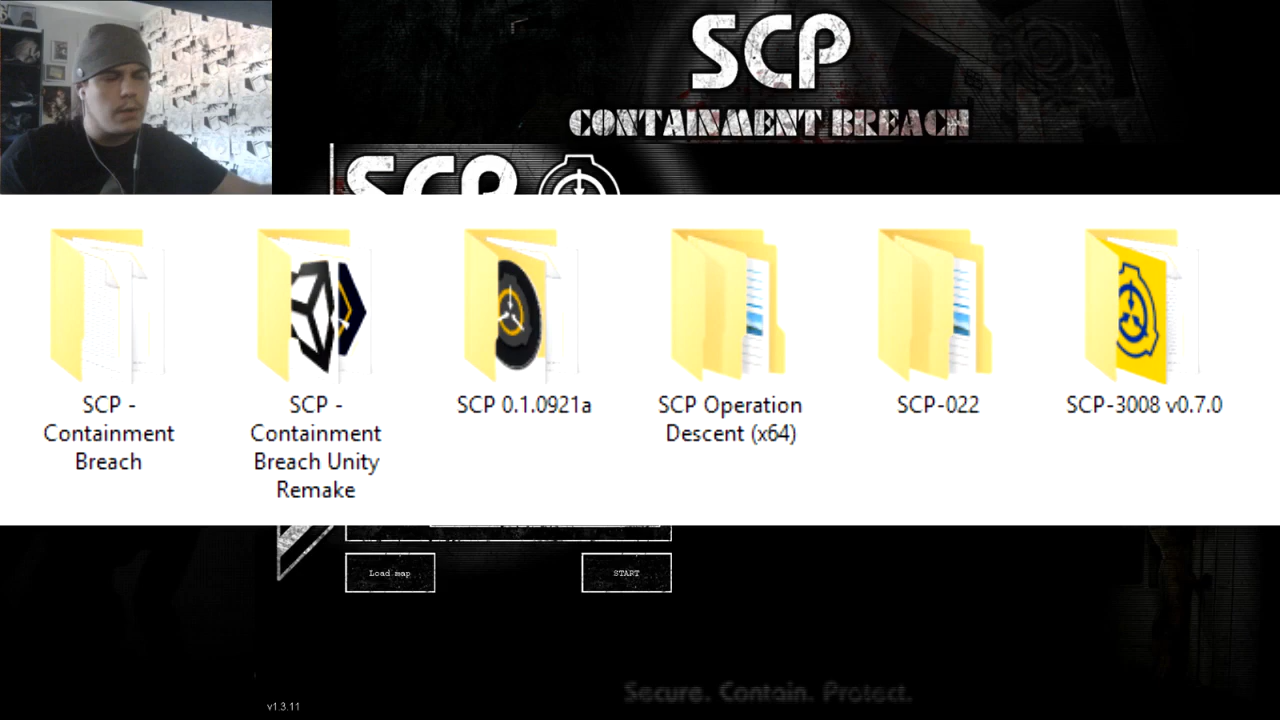 SCP
CONTAINMENT BREACH
SCP
SCP -
Containment
Breach
SCP -
Containment
Breach Unity
Remake
SCP 0.1.0921a
SCP Operation
Descent (x64)
SCP-022
SCP-3008 v0.7.0
Load map
START
Secure. Contain. Protect.
v1.3.11